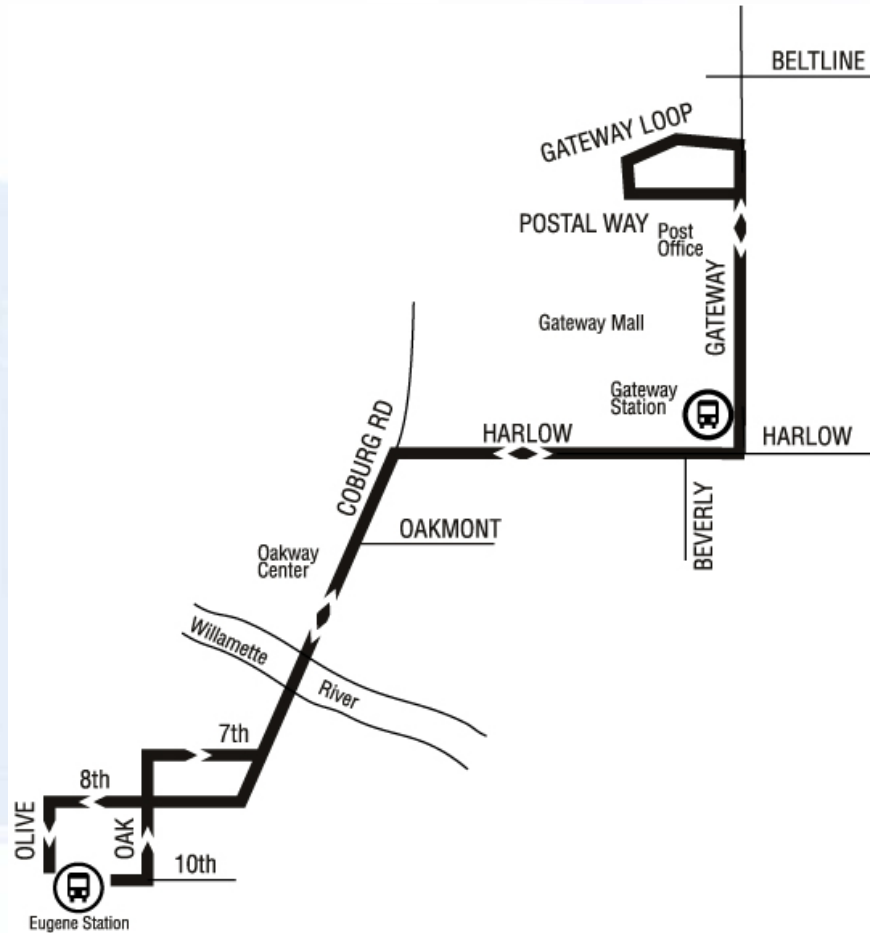 BELTLINE
GATEWAY LOOP
POSTAL WAY
Post
Office
GATEWAY
Gateway Mall
Gateway
Station
HARLOW
HARLOW
COBURG RD
BEVERLY
OAKMONT
Oakway
Center
Willamette
River
7th
8th
OLIVE
OAK
10th
Eugene Station